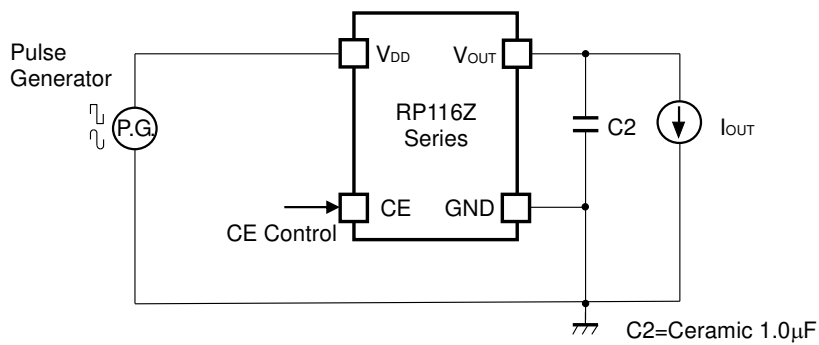 Pulse
Generator
P.G.
VDD
VOUT
RP116Z
Series
C2
IOUT
CE
GND
CE Control
C2=Ceramic 1.0μF